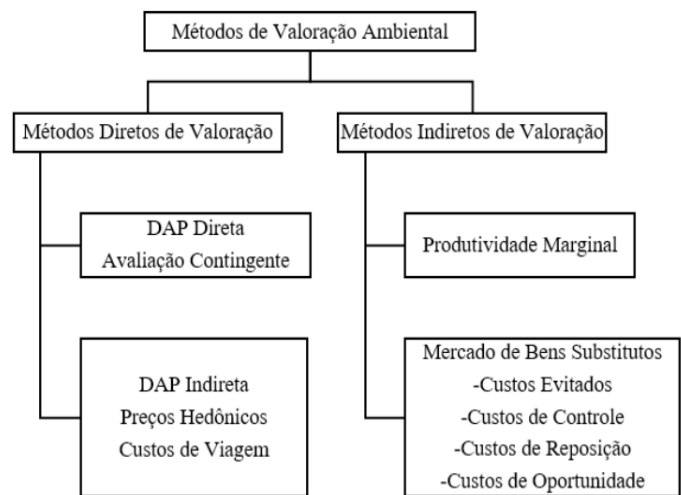 Métodos de Valoração Ambiental
Métodos Diretos de Valoração
Métodos Indiretos de Valoração
DAP Direta
Avaliação Contingente
Produtividade Marginal
DAP Indireta
Preços Hedônicos
Custos de Viagem
Mercado de Bens Substitutos
-Custos Evitados
-Custos de Controle
-Custos de Reposição
-Custos de Oportunidade